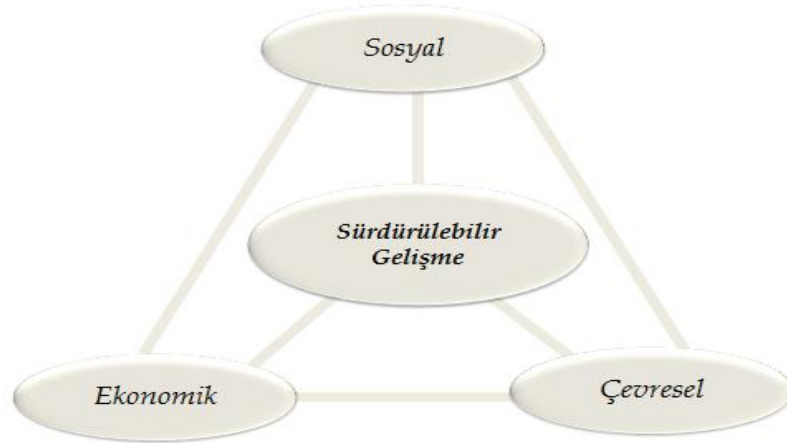 Sosyal
Sürdürülebilir
Gelişme
Ekonomik
Çevresel